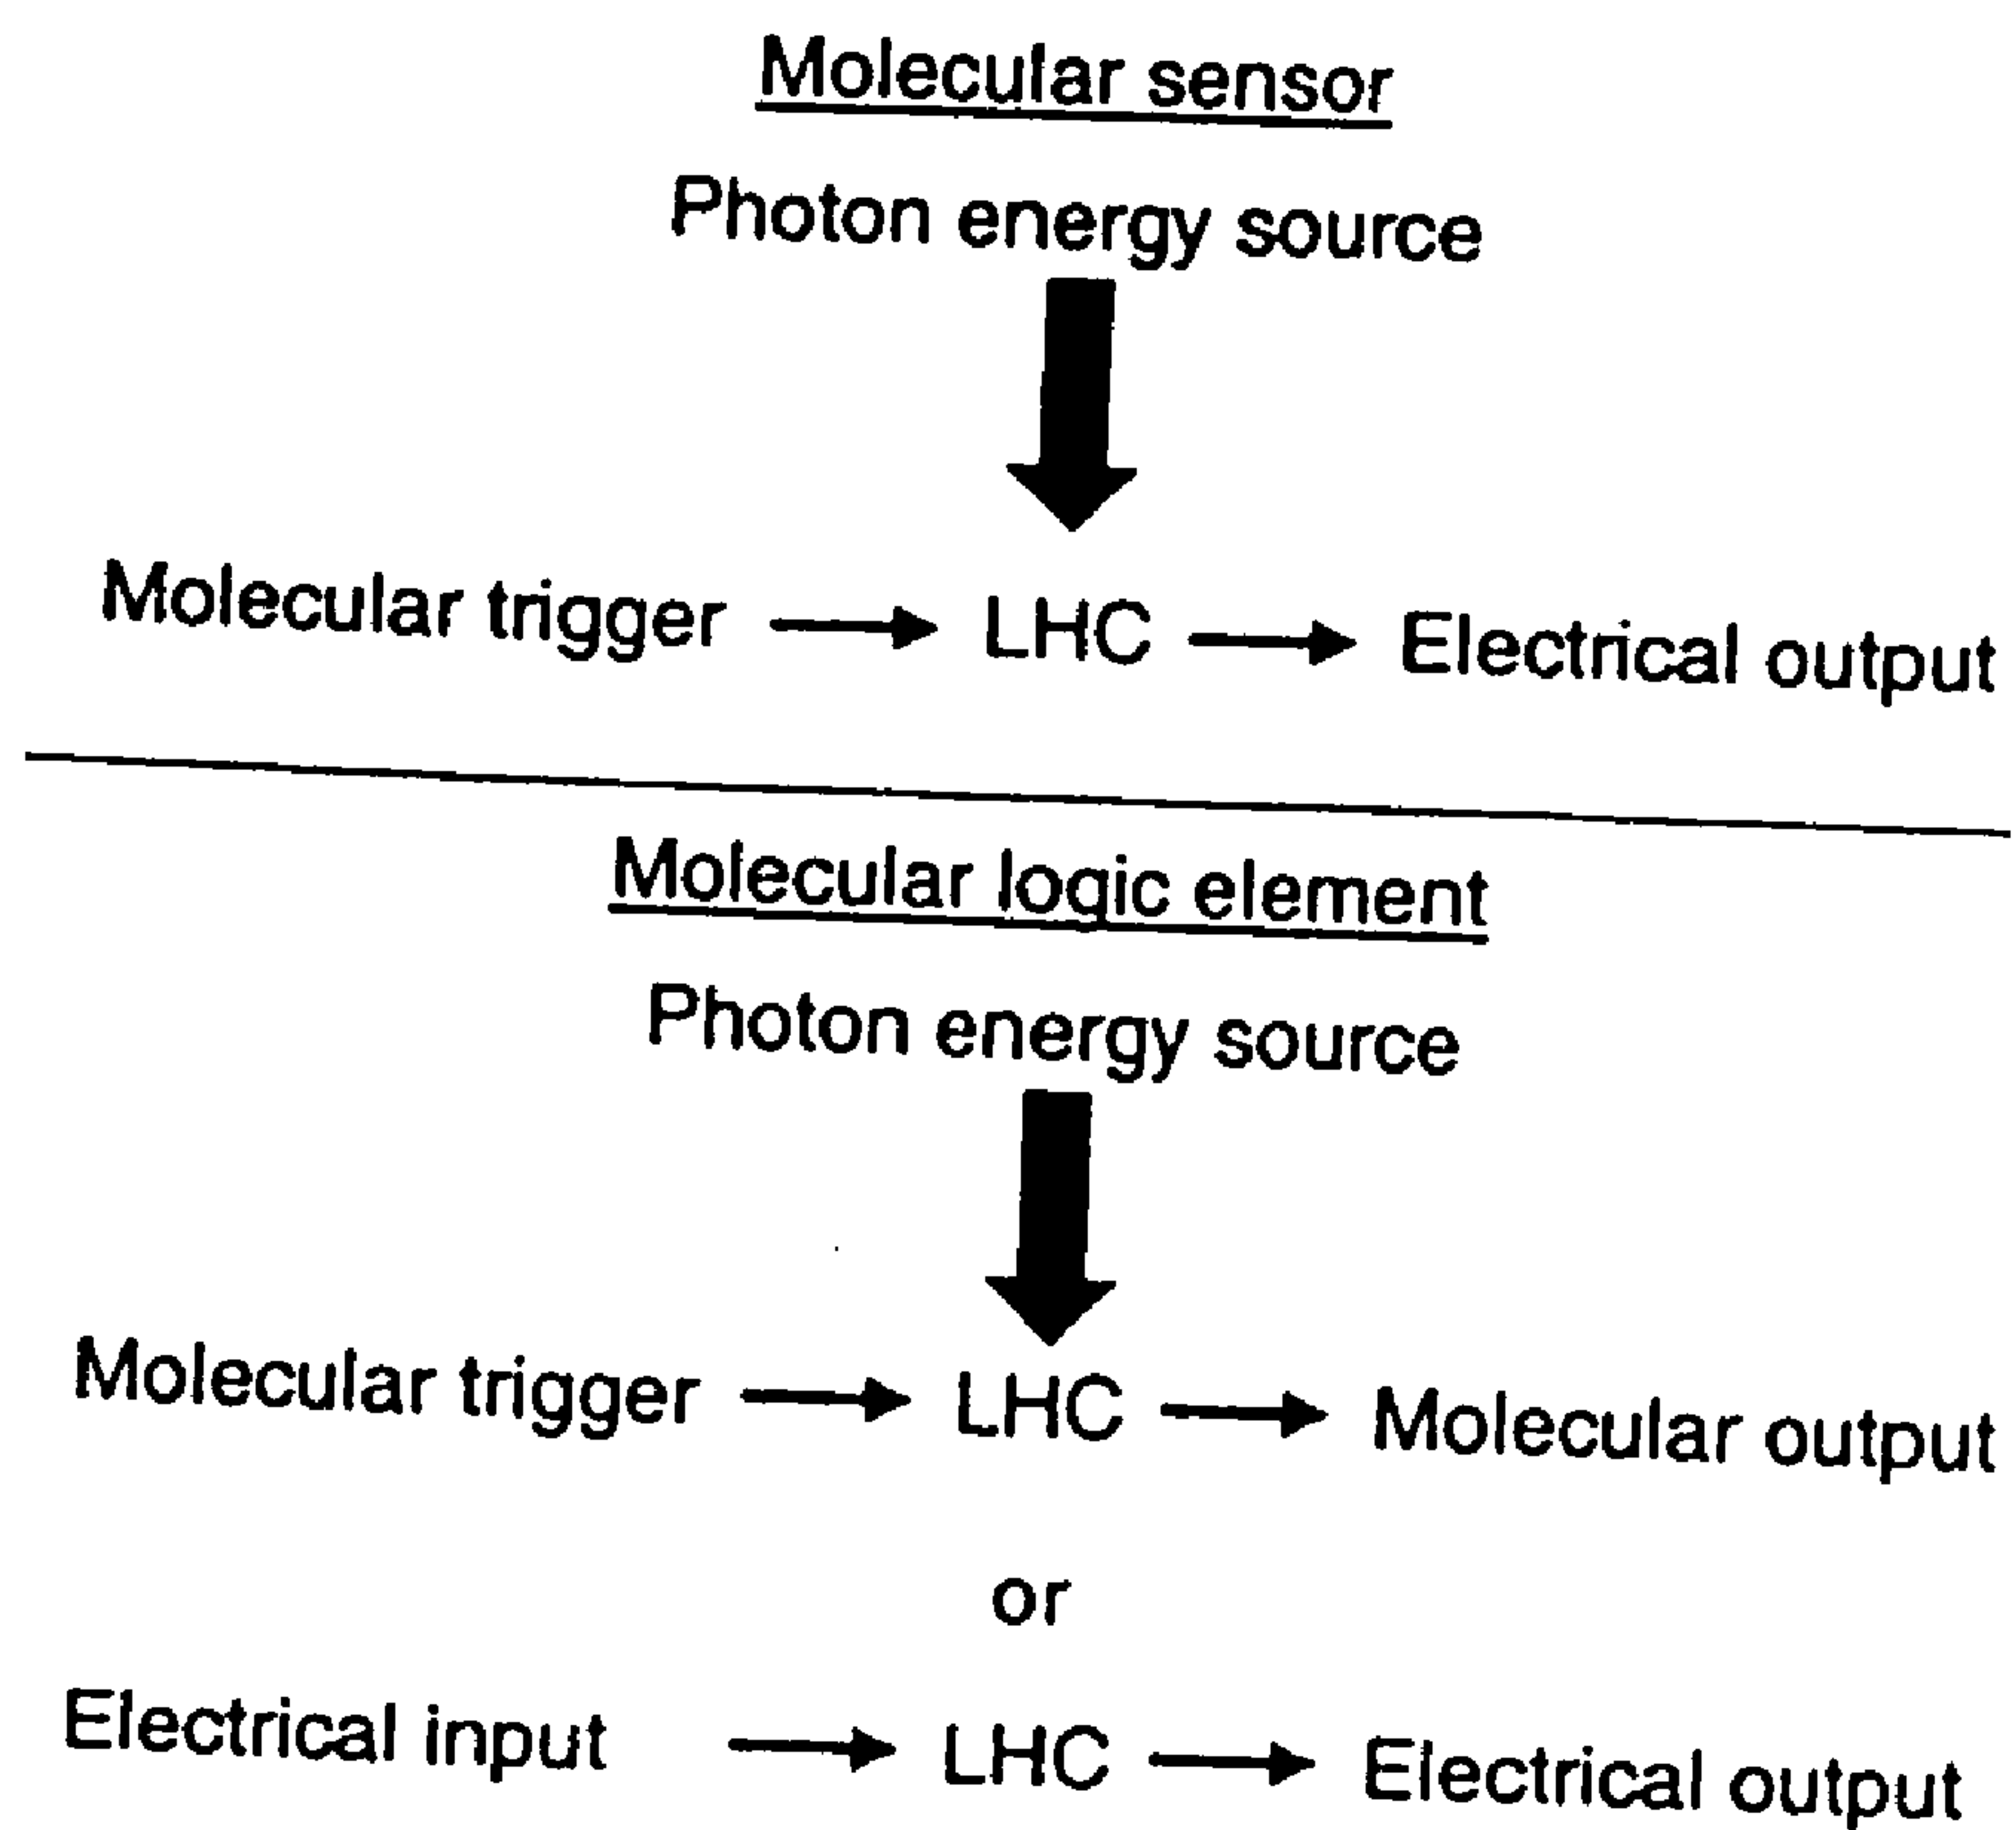 Molecular sensor
Photon energy source
Molecular trigger → LHC → Electrical output
Molecular logic element
Photon energy source
Molecular trigger → LHC → Molecular output
or
Electrical input → LHC → Electrical output